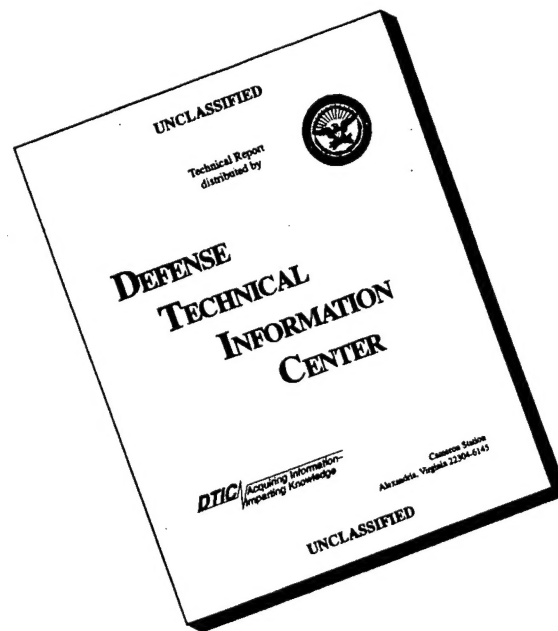 UNCLASSIFIED
Technical Report
distributed by
DEFENSE
TECHNICAL
INFORMATION
CENTER
DTIC Acquiring Information-
Imparting Knowledge
Cameron Station
Alexandria, Virginia 22304-6145
UNCLASSIFIED